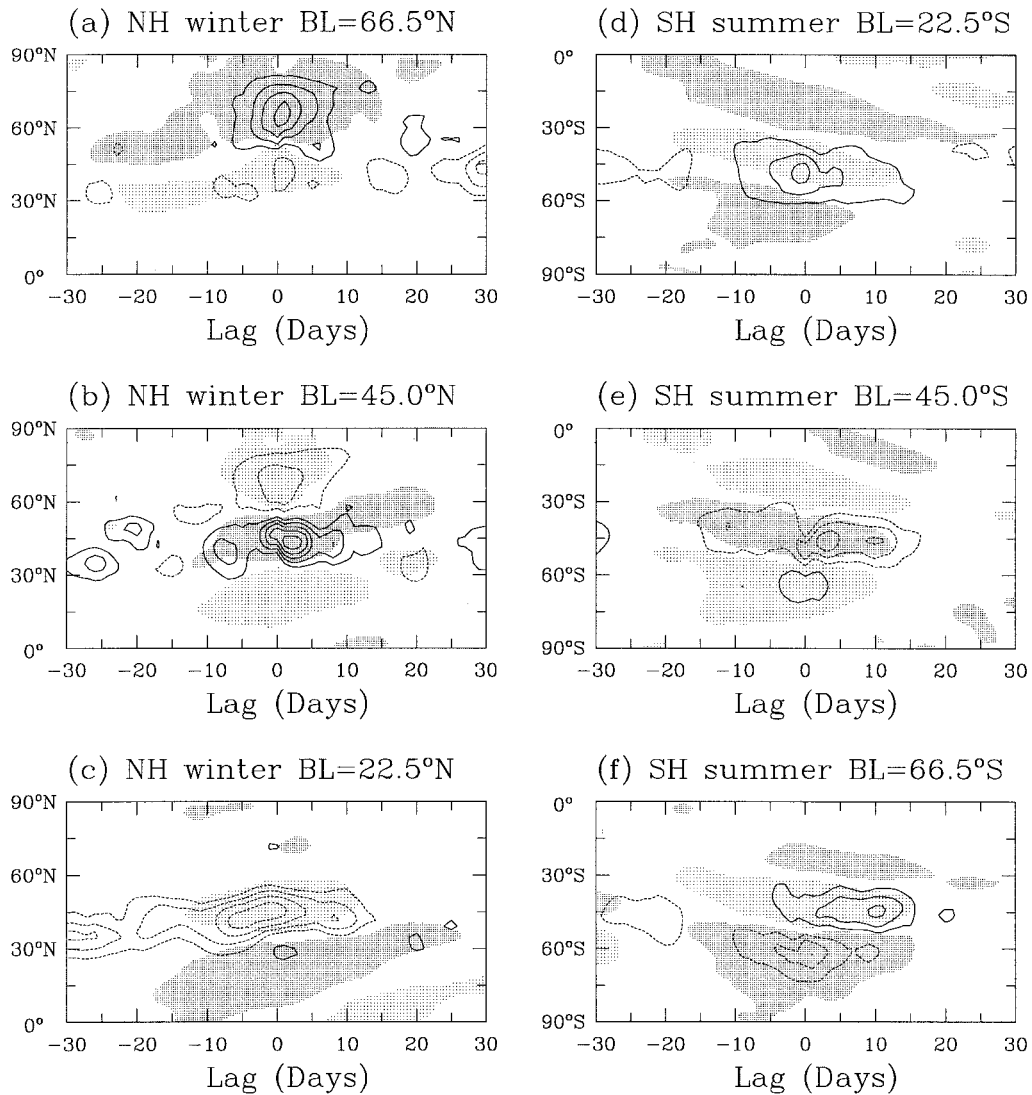 (a) NH winter BL=66.5°N
90°N
60°N
30°N
0°
−30 −20 −10 0 10 20 30
Lag (Days)
(d) SH summer BL=22.5°S
0°
30°S
60°S
90°S
−30 −20 −10 0 10 20 30
Lag (Days)
(b) NH winter BL=45.0°N
90°N
60°N
30°N
0°
−30 −20 −10 0 10 20 30
Lag (Days)
(e) SH summer BL=45.0°S
0°
30°S
60°S
90°S
−30 −20 −10 0 10 20 30
Lag (Days)
(c) NH winter BL=22.5°N
90°N
60°N
30°N
0°
−30 −20 −10 0 10 20 30
Lag (Days)
(f) SH summer BL=66.5°S
0°
30°S
60°S
90°S
−30 −20 −10 0 10 20 30
Lag (Days)